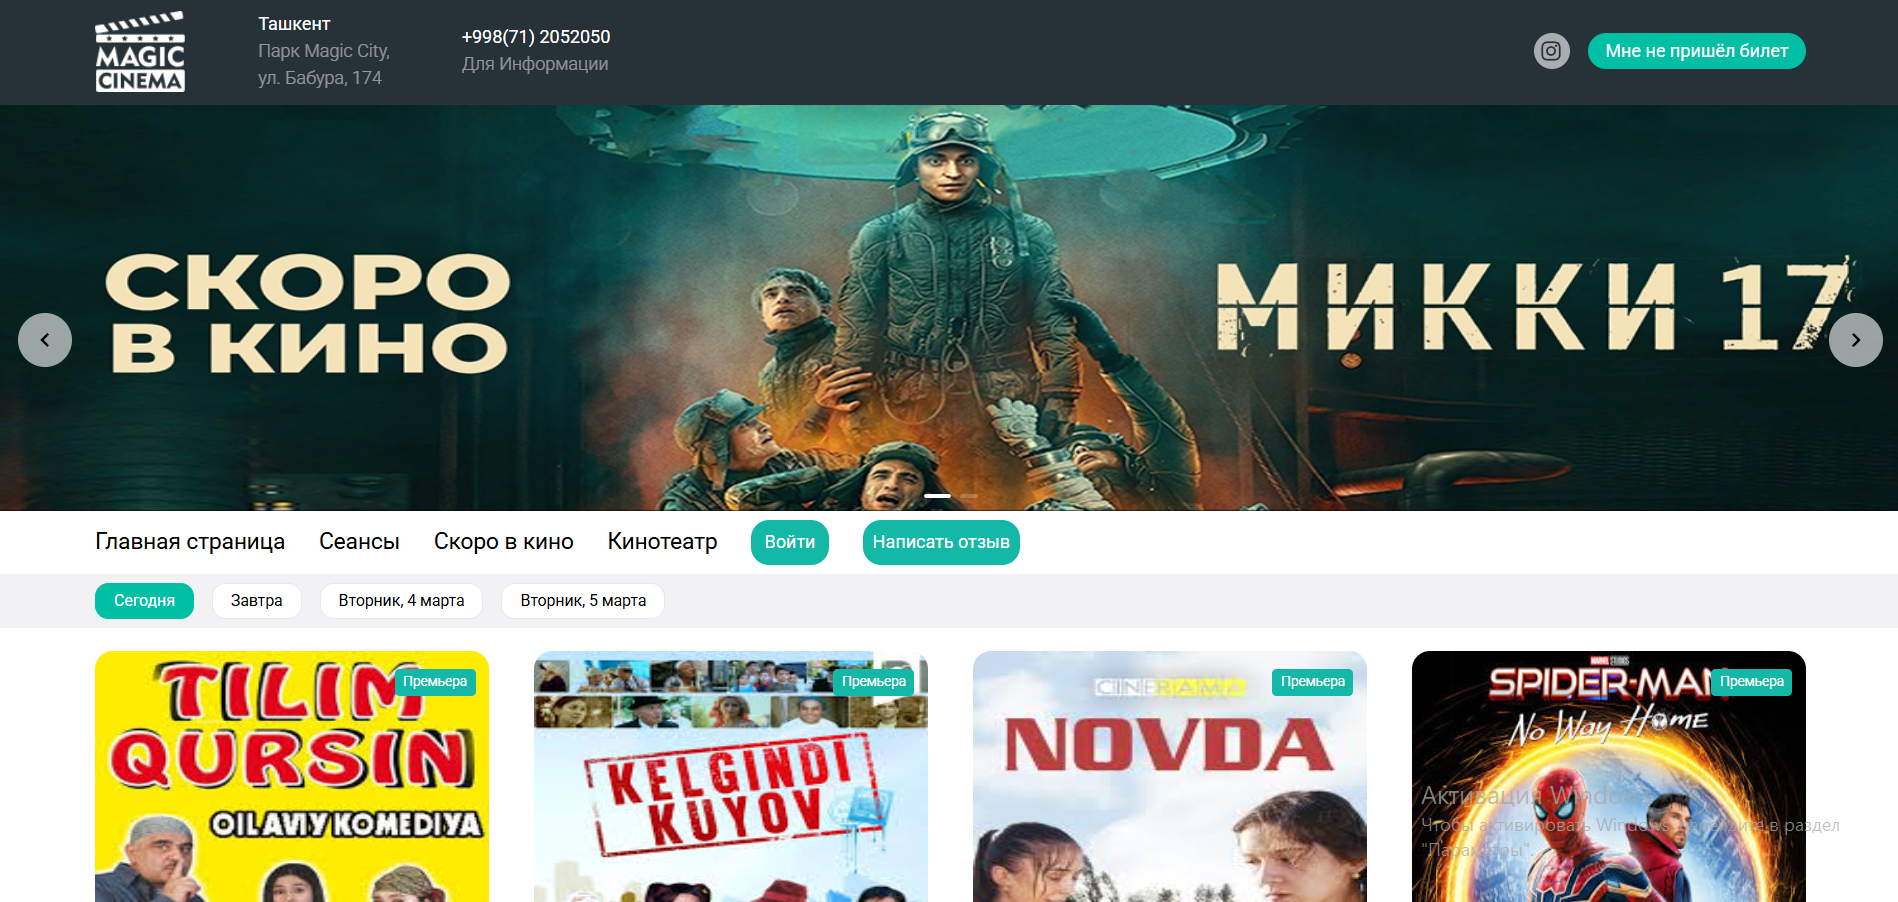 MAGIC
CINEMA
Ташкент
Парк Magic City,
ул. Бабура, 174
+998(71) 2052050
Для Информации
Мне не пришёл билет
СКОРО
В КИНО
МИККИ 17
Главная страница
Сеансы
Скоро в кино
Кинотеатр
Войти
Написать отзыв
Сегодня
Завтра
Вторник, 4 марта
Вторник, 5 марта
TILIM
QURSIN
OILAVIY KOMEDIYA
Премьера
KELGINDI
KUYOV
Премьера
CINERAMA
NOVDA
Премьера
MARVEL STUDIOS
SPIDER-MAN
No Way Home
Премьера
Активация Windows
Чтобы активировать Windows, перейдите в раздел
"Параметры".